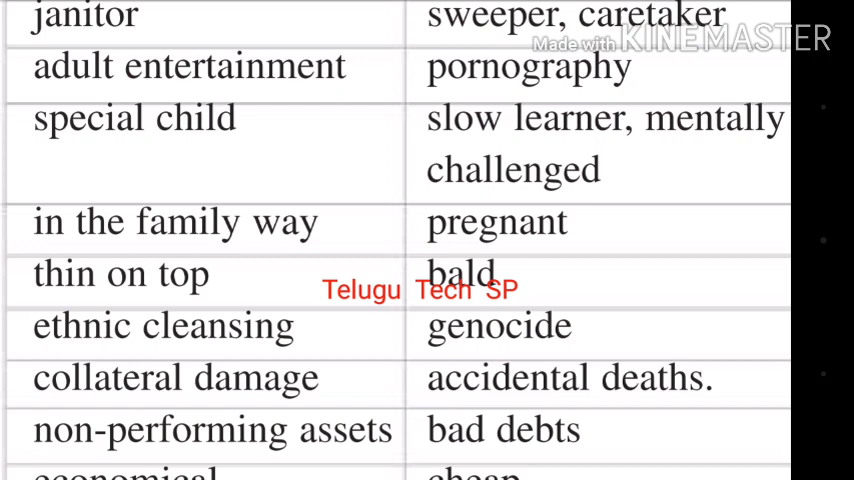 janitor sweeper, caretaker
Made with KINEMASTER
adult entertainment pornography
special child slow learner, mentally
challenged
in the family way pregnant
thin on top bald
Telugu Tech SP
ethnic cleansing genocide
collateral damage accidental deaths.
non-performing assets bad debts
economical cheap